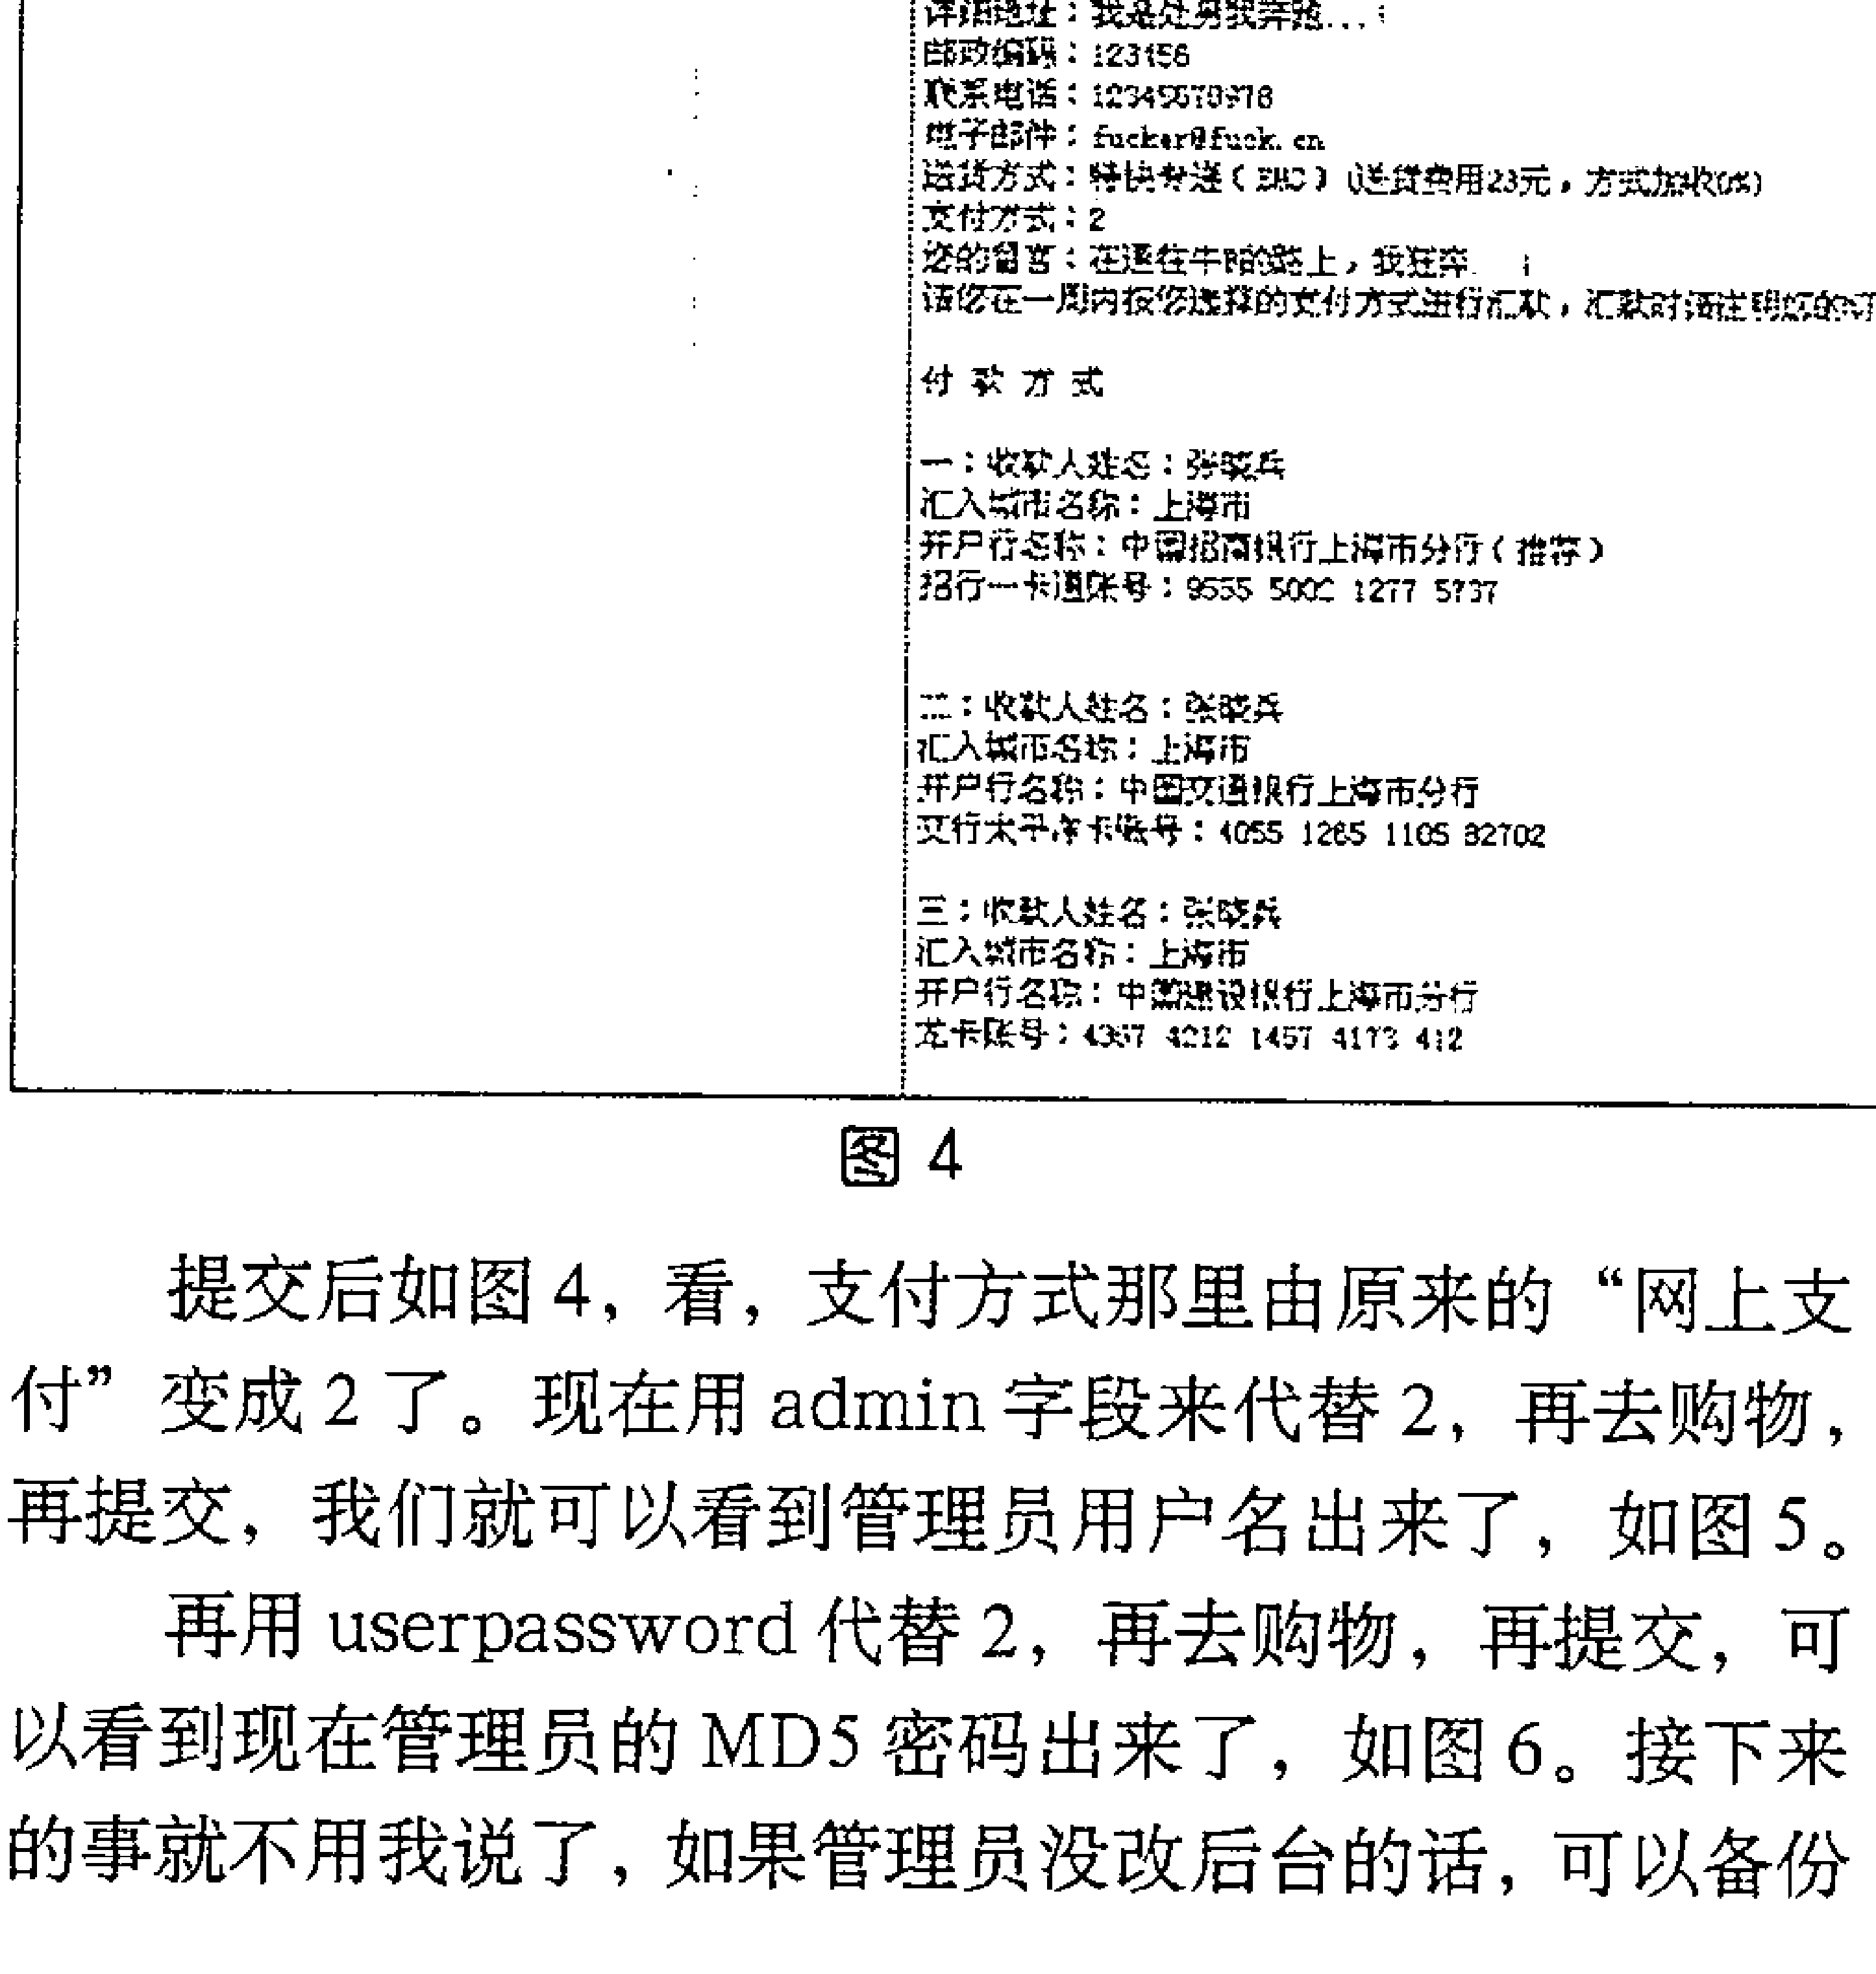 详细地址：我是处男我奔跑...
邮政编码：123456
联系电话：12345678978
电子邮件：fucker@fuck.cn
送货方式：特快专递（EMS）(送货费用23元，方式加收0%)
支付方式：2
您的留言：在通往牛的路上，我狂奔.
请您在一周内按您选择的支付方式进行汇款，汇款时请注明您的
付 款 方 式
一：收款人姓名：张晓兵
汇入城市名称：上海市
开户行名称：中国招商银行上海市分行（推荐）
招行一卡通账号：
二：收款人姓名：张晓兵
汇入城市名称：上海市
开户行名称：中国交通银行上海市分行
交行太平洋卡账号：
三：收款人姓名：张晓兵
汇入城市名称：上海市
开户行名称：中国建设银行上海市分行
龙卡账号：
图 4
提交后如图 4，看，支付方式那里由原来的“网上支
付”变成 2 了。现在用 admin 字段来代替 2，再去购物，
再提交，我们就可以看到管理员用户名出来了，如图 5。
再用 userpassword 代替 2，再去购物，再提交，可
以看到现在管理员的 MD5 密码出来了，如图 6。接下来
的事就不用我说了，如果管理员没改后台的话，可以备份